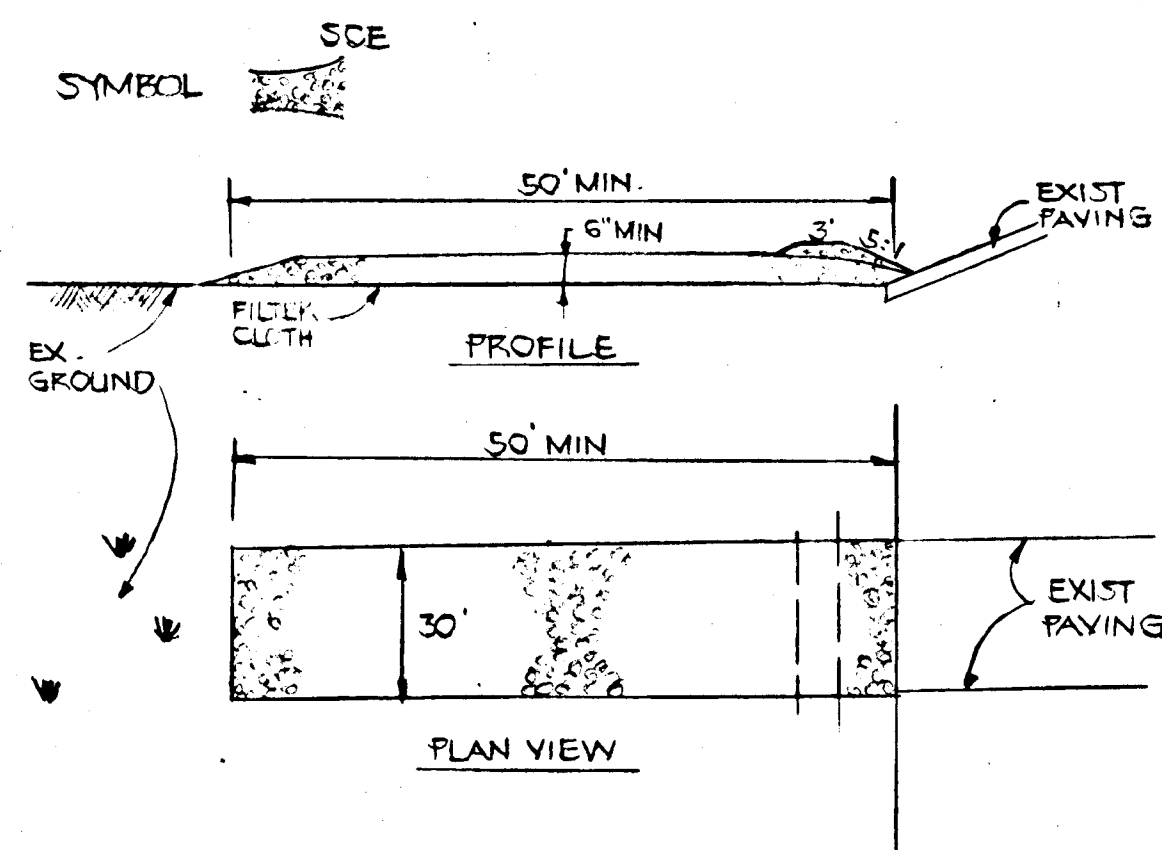 SCE
SYMBOL
50' MIN.
6" MIN
3'
5:1
EXIST
PAVING
FILTER
CLOTH
PROFILE
EX.
GROUND
50' MIN
30'
EXIST
PAVING
PLAN VIEW